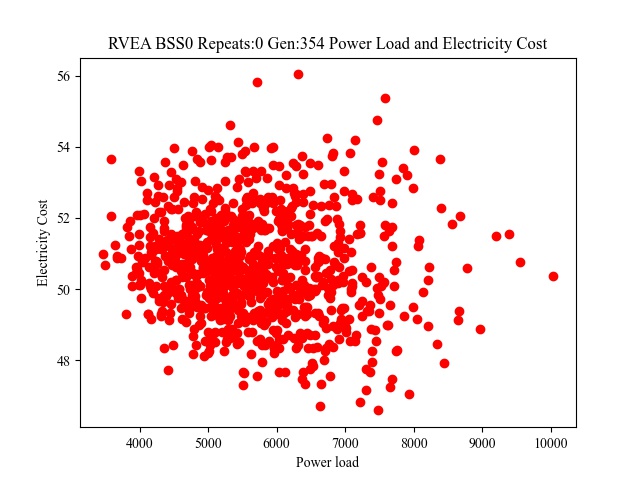 RVEA BSS0 Repeats:0 Gen:354 Power Load and Electricity Cost
56
54
52
50
48
Electricity Cost
4000 5000 6000 7000 8000 9000 10000
Power load